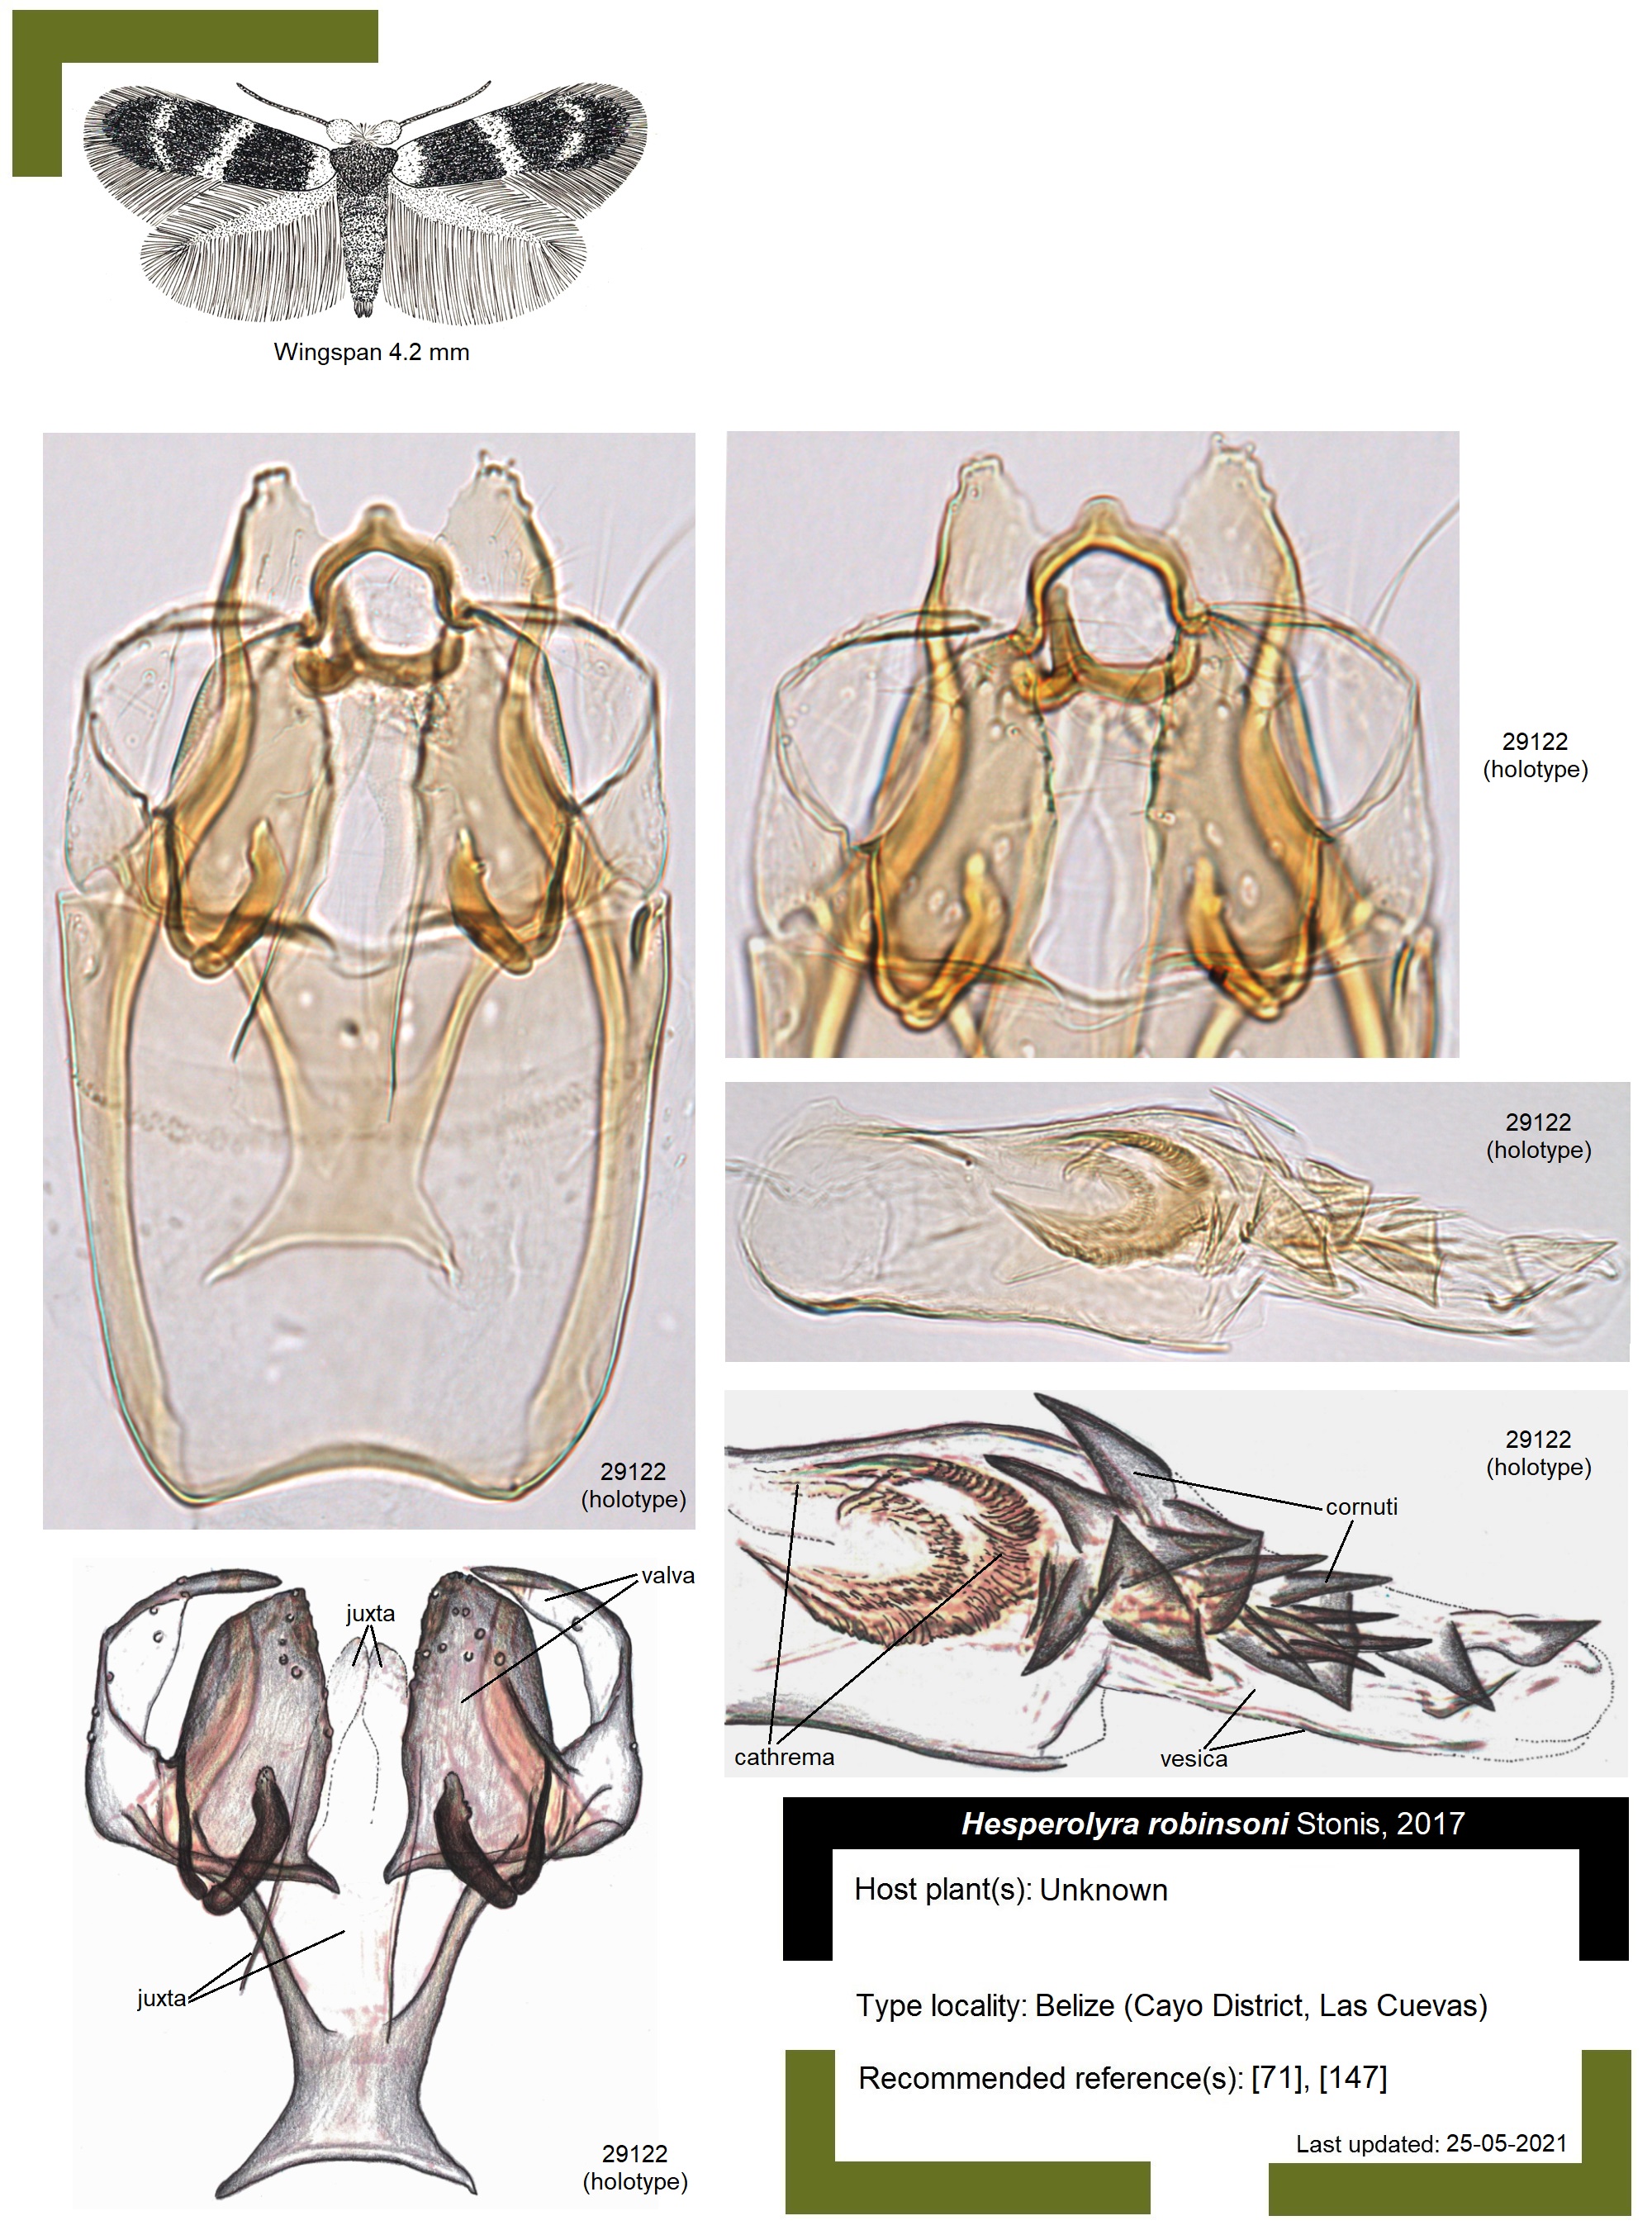 Wingspan 4.2 mm
29122
(holotype)
29122
(holotype)
29122
(holotype)
29122
(holotype)
cornuti
cathrema
vesica
valva
juxta
juxta
29122
(holotype)
Hesperolyra robinsoni Stonis, 2017
Host plant(s): Unknown
Type locality: Belize (Cayo District, Las Cuevas)
Recommended reference(s): [71], [147]
Last updated: 25-05-2021